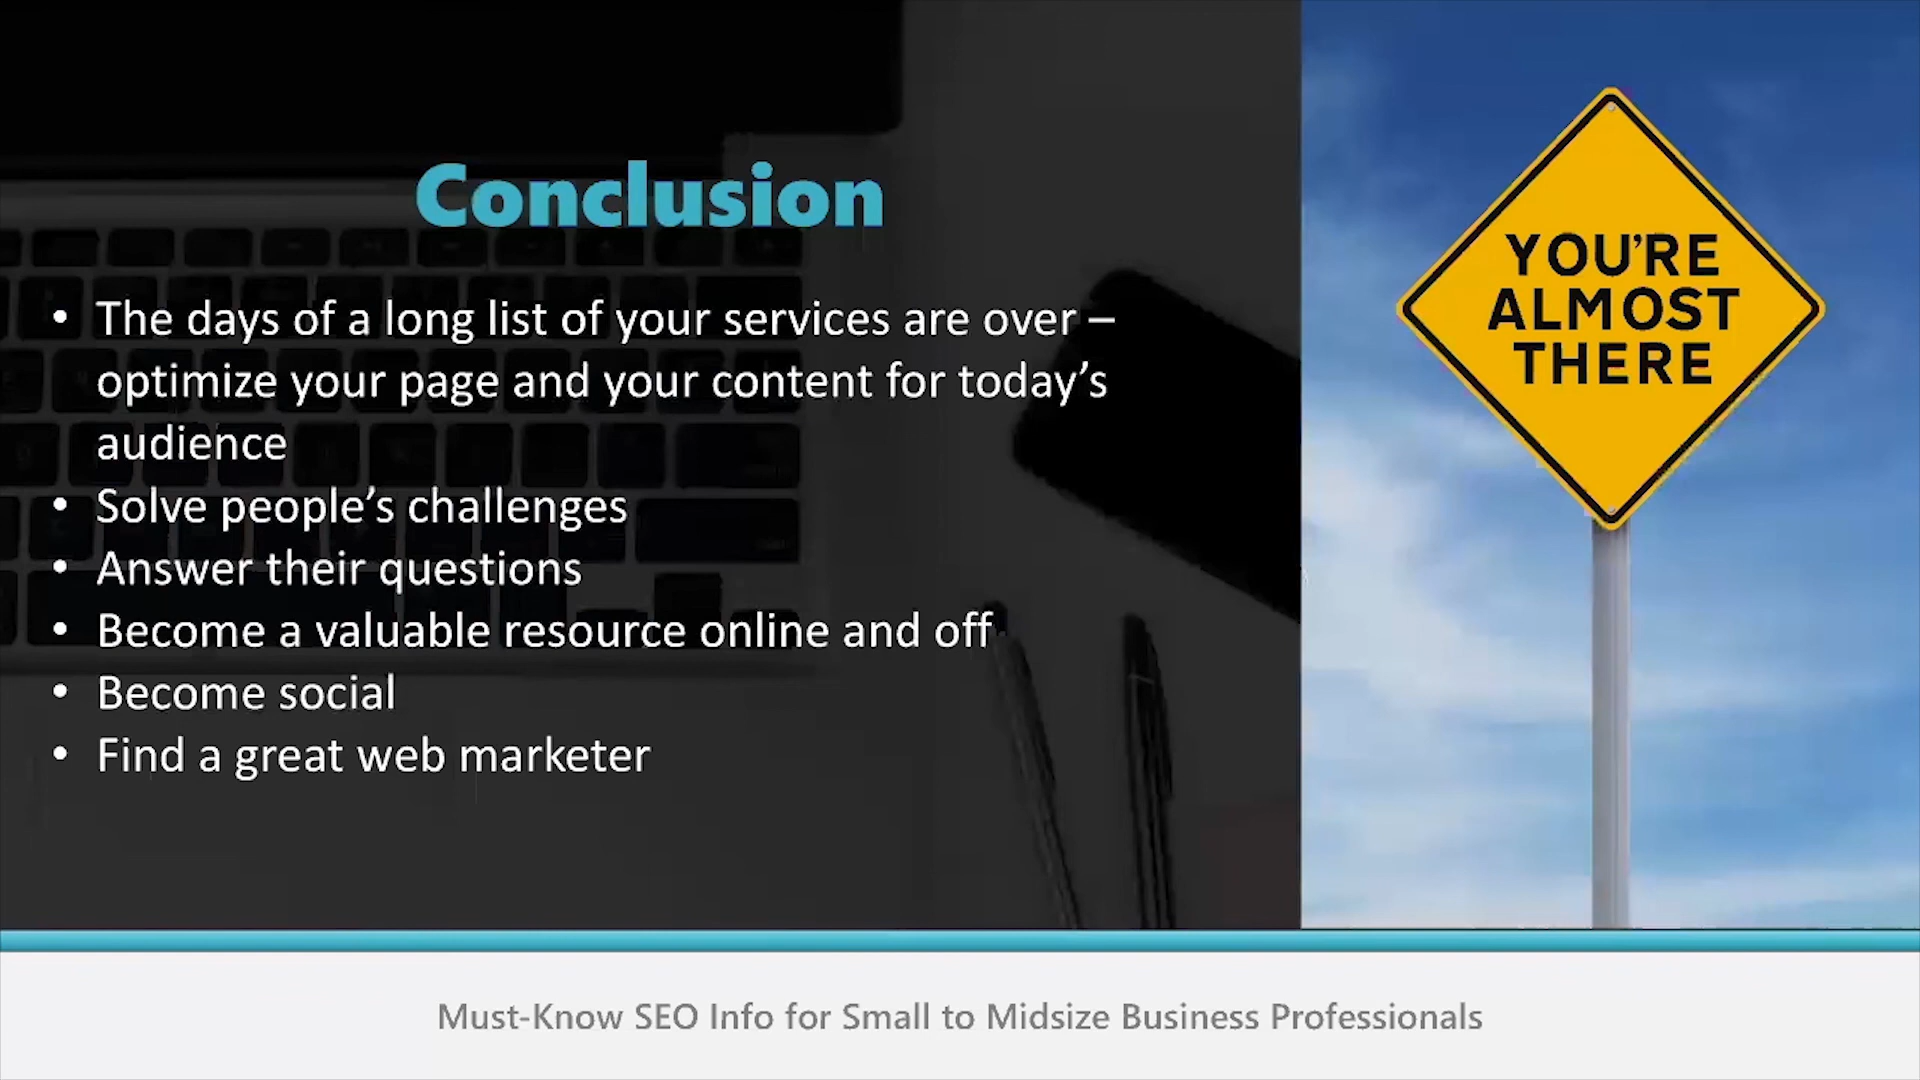 Conclusion
• The days of a long list of your services are over –
optimize your page and your content for today’s
audience
• Solve people’s challenges
• Answer their questions
• Become a valuable resource online and off
• Become social
• Find a great web marketer
YOU’RE
ALMOST
THERE
Must-Know SEO Info for Small to Midsize Business Professionals